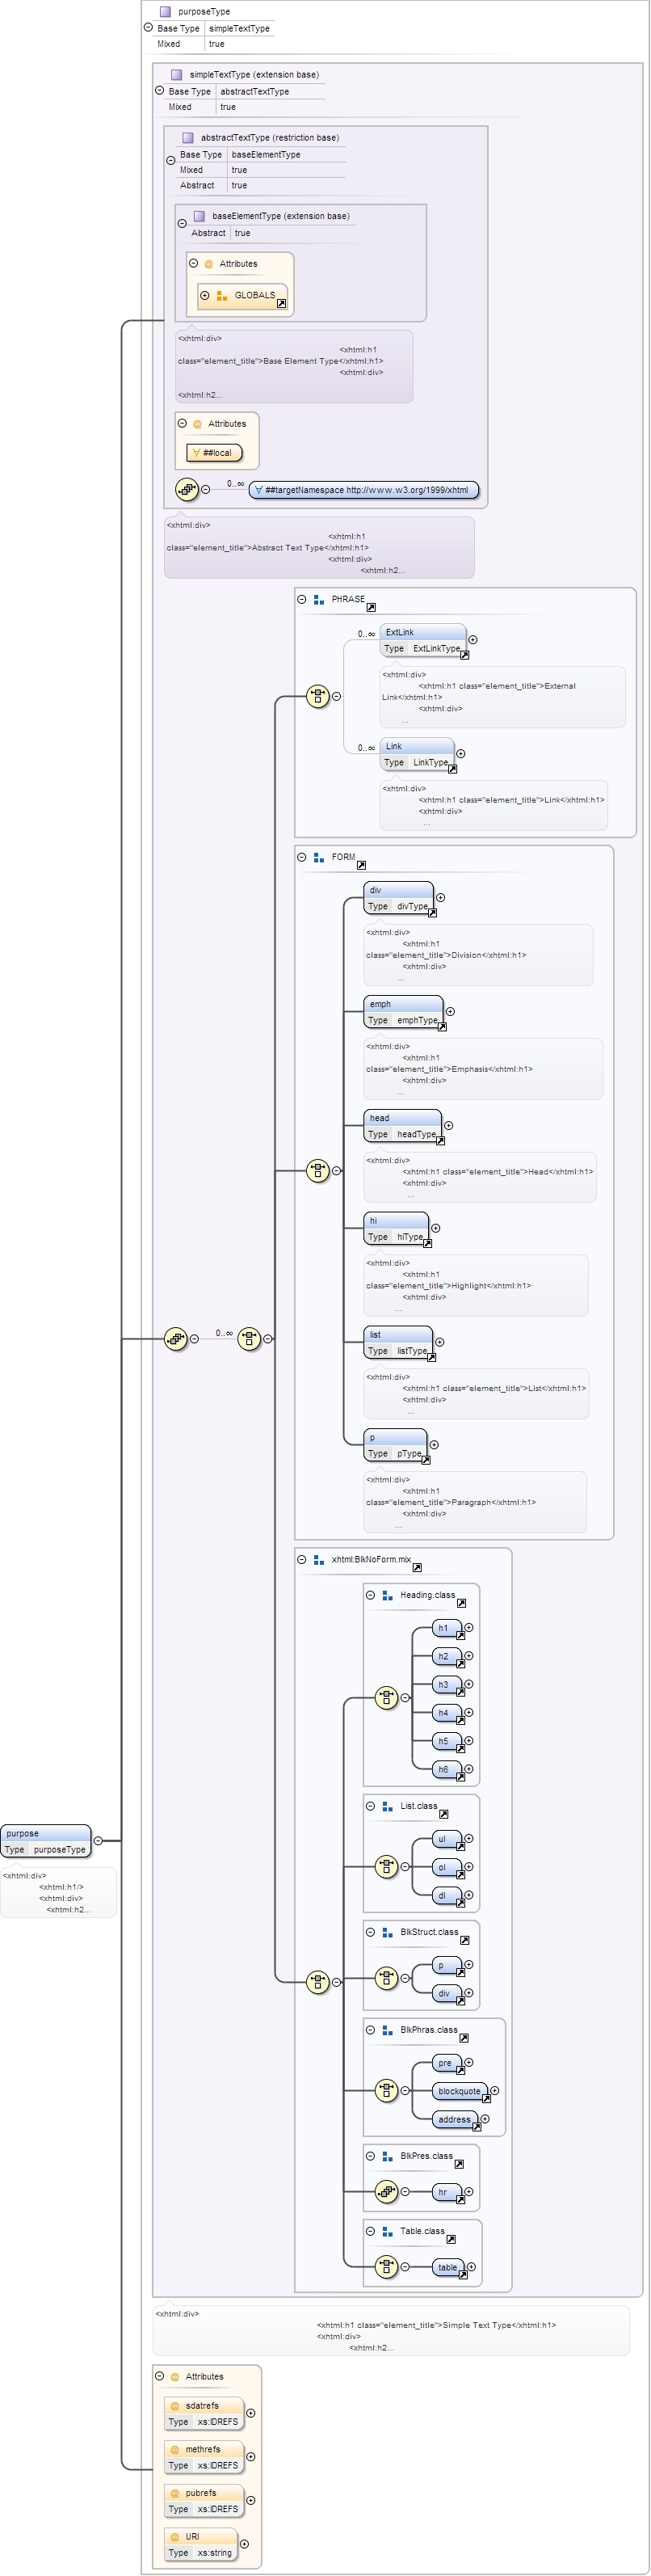 purposeType
Base Type simpleTextType
Mixed true
simpleTextType (extension base)
Base Type abstractTextType
Mixed true
abstractTextType (restriction base)
Base Type baseElementType
Mixed true
Abstract true
baseElementType (extension base)
Abstract true
@ Attributes
GLOBALS
<xhtml:div>
<xhtml:h1
class="element_title">Base Element Type</xhtml:h1>
<xhtml:div>
<xhtml:h2...
@ Attributes
∀ ##local
0..∞
∀ ##targetNamespace http://www.w3.org/1999/xhtml
<xhtml:div>
<xhtml:h1
class="element_title">Abstract Text Type</xhtml:h1>
<xhtml:div>
<xhtml:h2...
PHRASE
0..∞
ExtLink
Type ExtLinkType
<xhtml:div>
<xhtml:h1 class="element_title">External
Link</xhtml:h1>
<xhtml:div>
...
0..∞
Link
Type LinkType
<xhtml:div>
<xhtml:h1 class="element_title">Link</xhtml:h1>
<xhtml:div>
...
FORM
div
Type divType
<xhtml:div>
<xhtml:h1
class="element_title">Division</xhtml:h1>
<xhtml:div>
...
emph
Type emphType
<xhtml:div>
<xhtml:h1
class="element_title">Emphasis</xhtml:h1>
<xhtml:div>
...
head
Type headType
<xhtml:div>
<xhtml:h1 class="element_title">Head</xhtml:h1>
<xhtml:div>
...
hi
Type hiType
<xhtml:div>
<xhtml:h1
class="element_title">Highlight</xhtml:h1>
<xhtml:div>
...
0..∞
list
Type listType
<xhtml:div>
<xhtml:h1 class="element_title">List</xhtml:h1>
<xhtml:div>
...
p
Type pType
<xhtml:div>
<xhtml:h1
class="element_title">Paragraph</xhtml:h1>
<xhtml:div>
...
xhtml:BlkNoForm.mix
Heading.class
h1
h2
h3
h4
h5
h6
List.class
ul
ol
dl
purpose
Type purposeType
<xhtml:div>
<xhtml:h1/>
<xhtml:div>
<xhtml:h2...
BlkStruct.class
p
div
BlkPhras.class
pre
blockquote
address
BlkPres.class
hr
Table.class
table
<xhtml:div>
<xhtml:h1 class="element_title">Simple Text Type</xhtml:h1>
<xhtml:div>
<xhtml:h2...
@ Attributes
@ sdatrefs
Type xs:IDREFS
@ methrefs
Type xs:IDREFS
@ pubrefs
Type xs:IDREFS
@ URI
Type xs:string